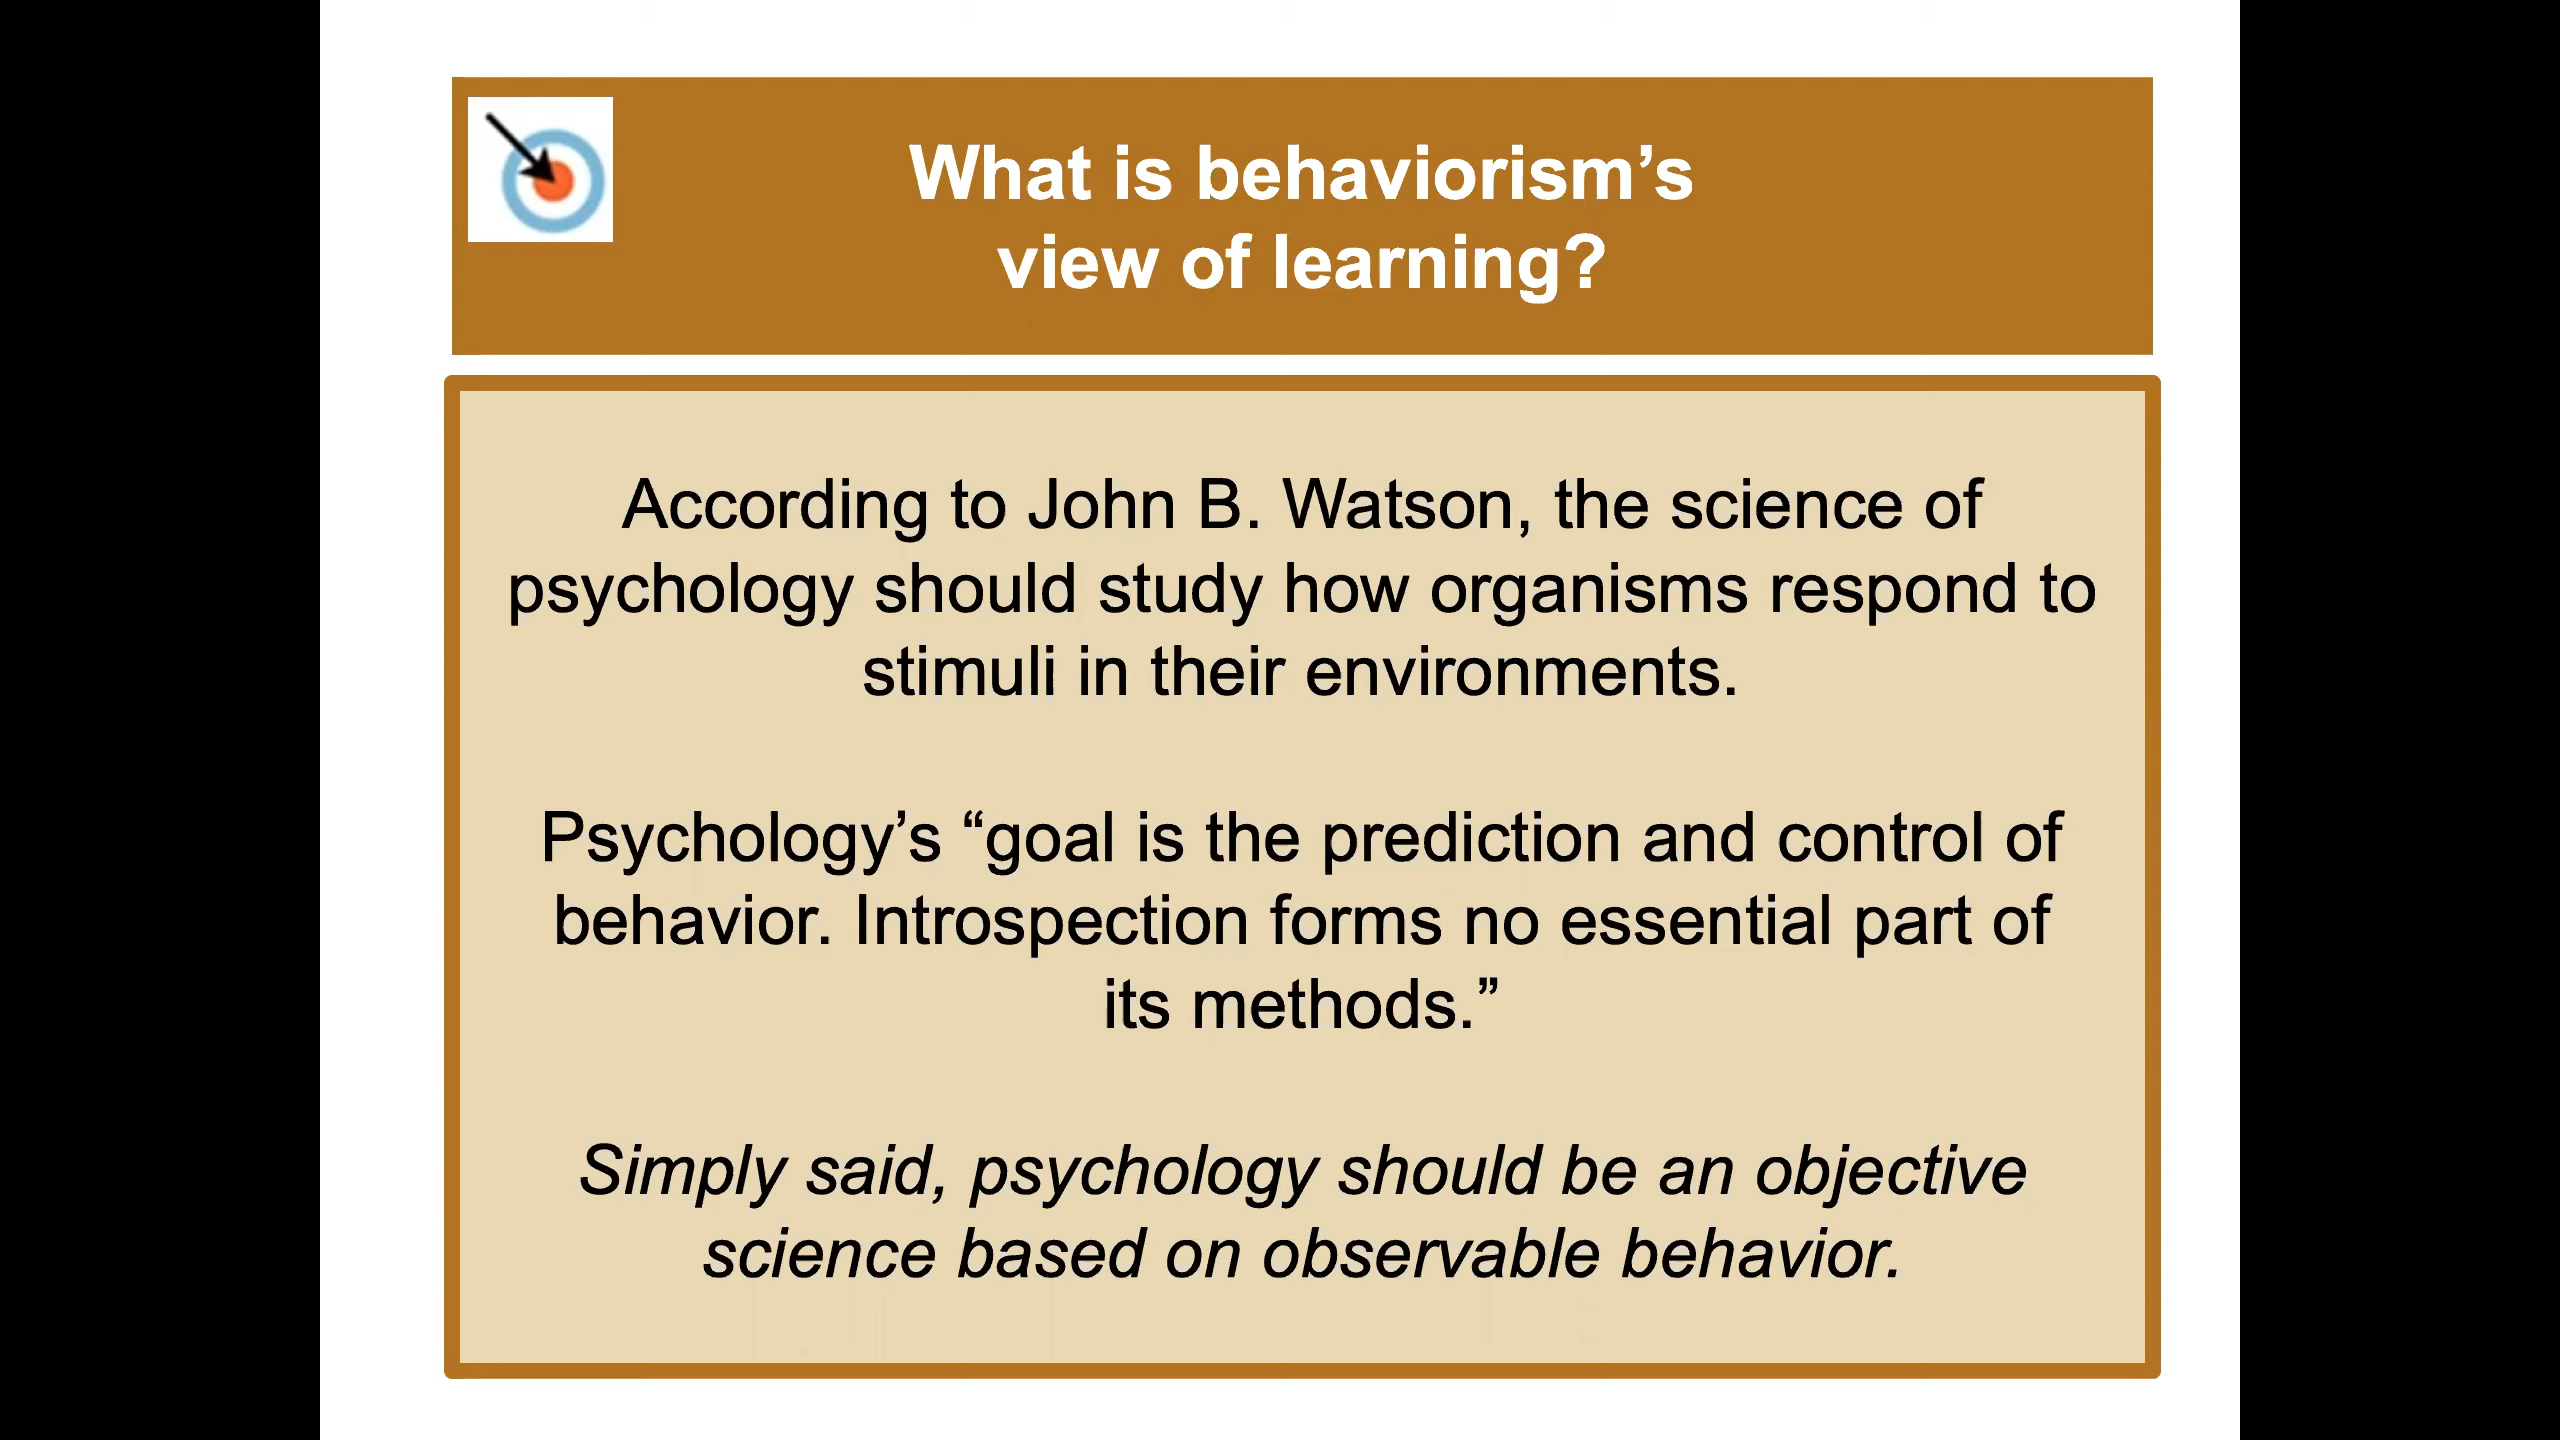 What is behaviorism’s
view of learning?
According to John B. Watson, the science of
psychology should study how organisms respond to
stimuli in their environments.
Psychology’s “goal is the prediction and control of
behavior. Introspection forms no essential part of
its methods.”
Simply said, psychology should be an objective
science based on observable behavior.